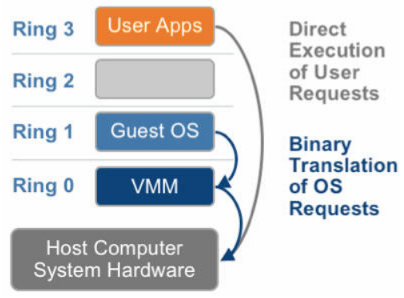 Ring 3
User Apps
Ring 2
Ring 1
Guest OS
Ring 0
VMM
Host Computer
System Hardware
Direct
Execution
of User
Requests
Binary
Translation
of OS
Requests